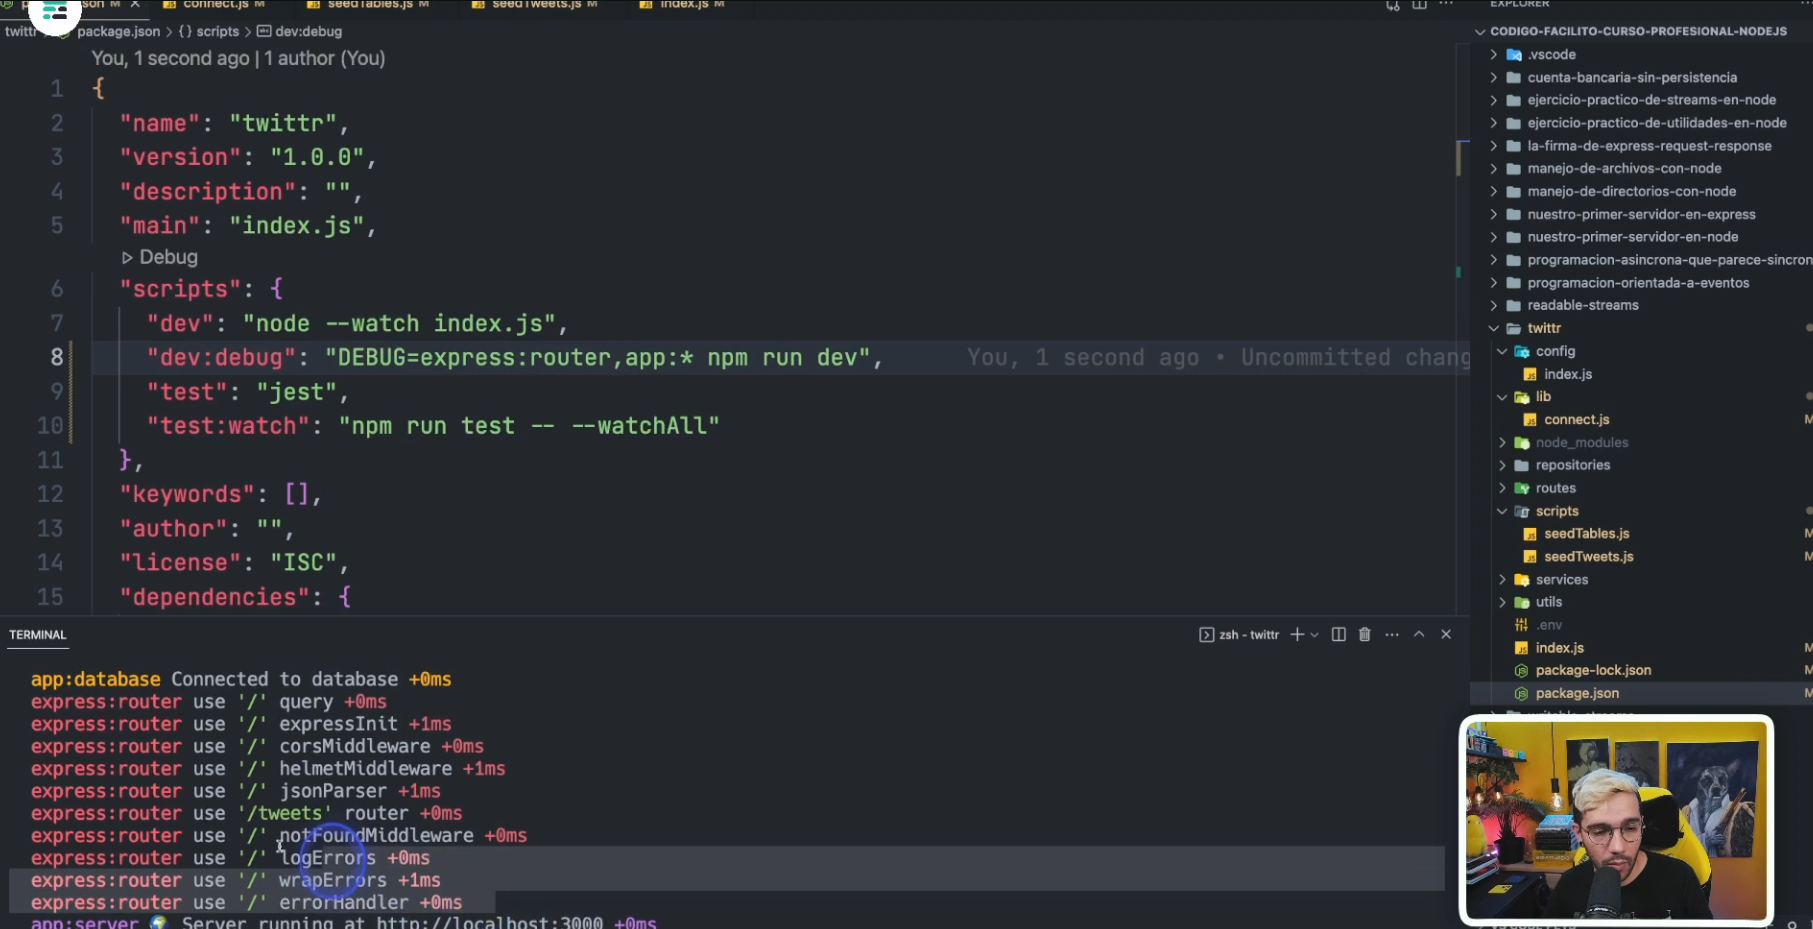 connect.js M
seedTables.js M
seedTweets.js M
index.js M
twittr > package.json > {} scripts > dev:debug
You, 1 second ago | 1 author (You)
1 {
2 "name": "twittr",
3 "version": "1.0.0",
4 "description": "",
5 "main": "index.js",
Debug
6 "scripts": {
7 "dev": "node --watch index.js",
8 "dev:debug": "DEBUG=express:router,app:* npm run dev", You, 1 second ago • Uncommitted chang
9 "test": "jest",
10 "test:watch": "npm run test -- --watchAll"
11 },
12 "keywords": [],
13 "author": "",
14 "license": "ISC",
15 "dependencies": {
TERMINAL
zsh - twittr
app:database Connected to database +0ms
express:router use '/' query +0ms
express:router use '/' expressInit +1ms
express:router use '/' corsMiddleware +0ms
express:router use '/' helmetMiddleware +1ms
express:router use '/' jsonParser +1ms
express:router use '/tweets' router +0ms
express:router use '/' notFoundMiddleware +0ms
express:router use '/' logErrors +0ms
express:router use '/' wrapErrors +1ms
express:router use '/' errorHandler +0ms
app:server 🌍 Server running at http://localhost:3000 +0ms
EXPLORER
CODIGO-FACILITO-CURSO-PROFESIONAL-NODEJS
.vscode
cuenta-bancaria-sin-persistencia
ejercicio-practico-de-streams-en-node
ejercicio-practico-de-utilidades-en-node
la-firma-de-express-request-response
manejo-de-archivos-con-node
manejo-de-directorios-con-node
nuestro-primer-servidor-en-express
nuestro-primer-servidor-en-node
programacion-asincrona-que-parece-sincron
programacion-orientada-a-eventos
readable-streams
twittr
config
index.js
lib
connect.js M
node_modules
repositories
routes
scripts
seedTables.js M
seedTweets.js M
services
utils
.env
index.js M
package-lock.json M
package.json M